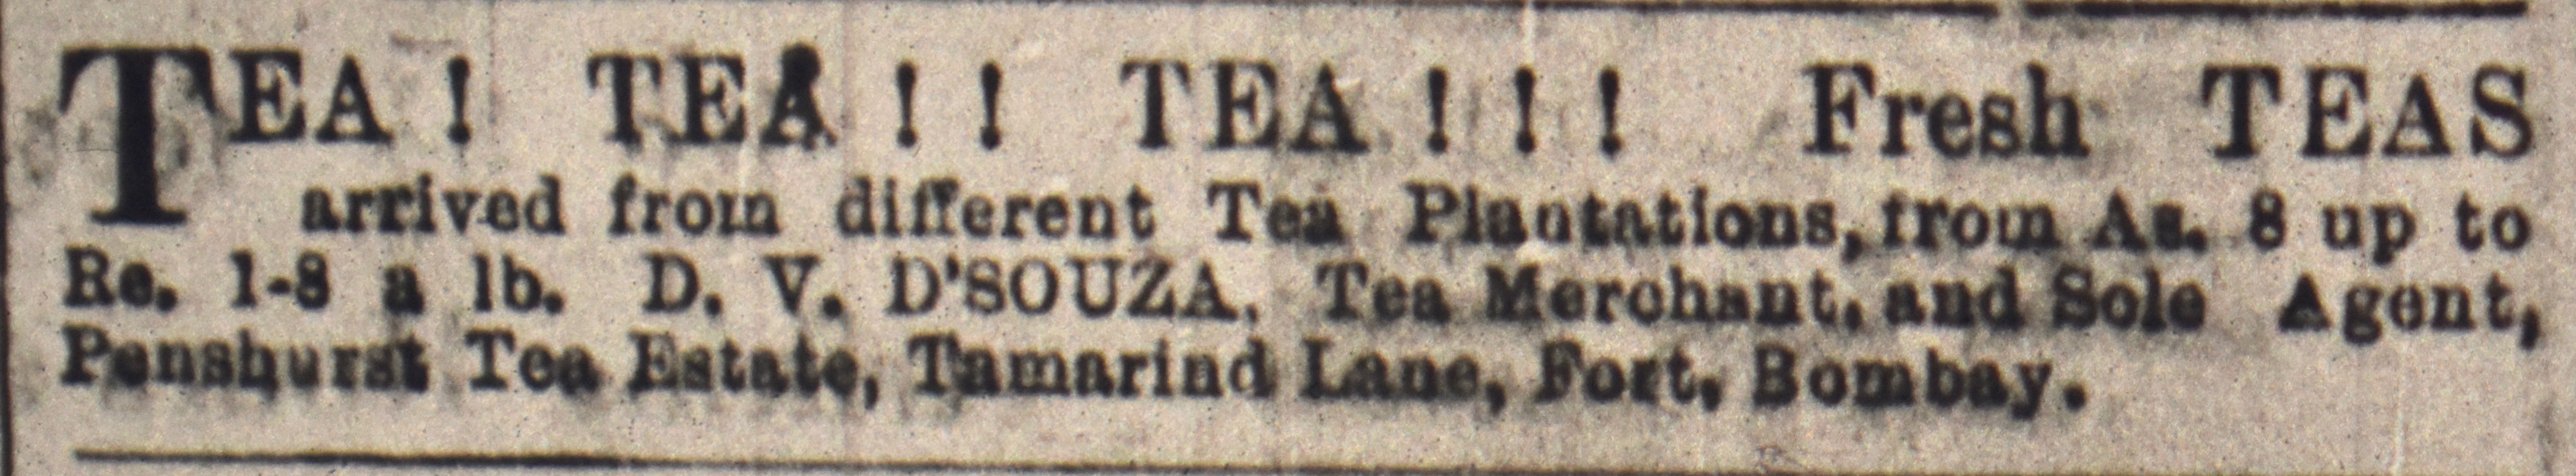 TEA ! TEA ! ! TEA ! ! ! Fresh TEAS
arrived from different Tea Plantations, from As. 8 up to
Re. 1-8 a lb. D. V. D'SOUZA, Tea Merchant, and Sole Agent,
Penshurst Tea Estate, Tamarind Lane, Fort, Bombay.